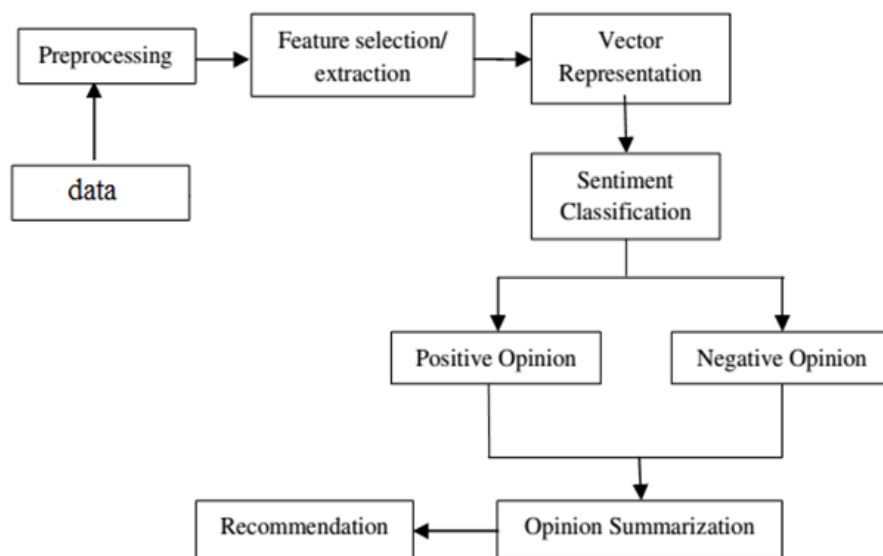 Preprocessing
Feature selection/
extraction
Vector
Representation
data
Sentiment
Classification
Positive Opinion
Negative Opinion
Recommendation
Opinion Summarization